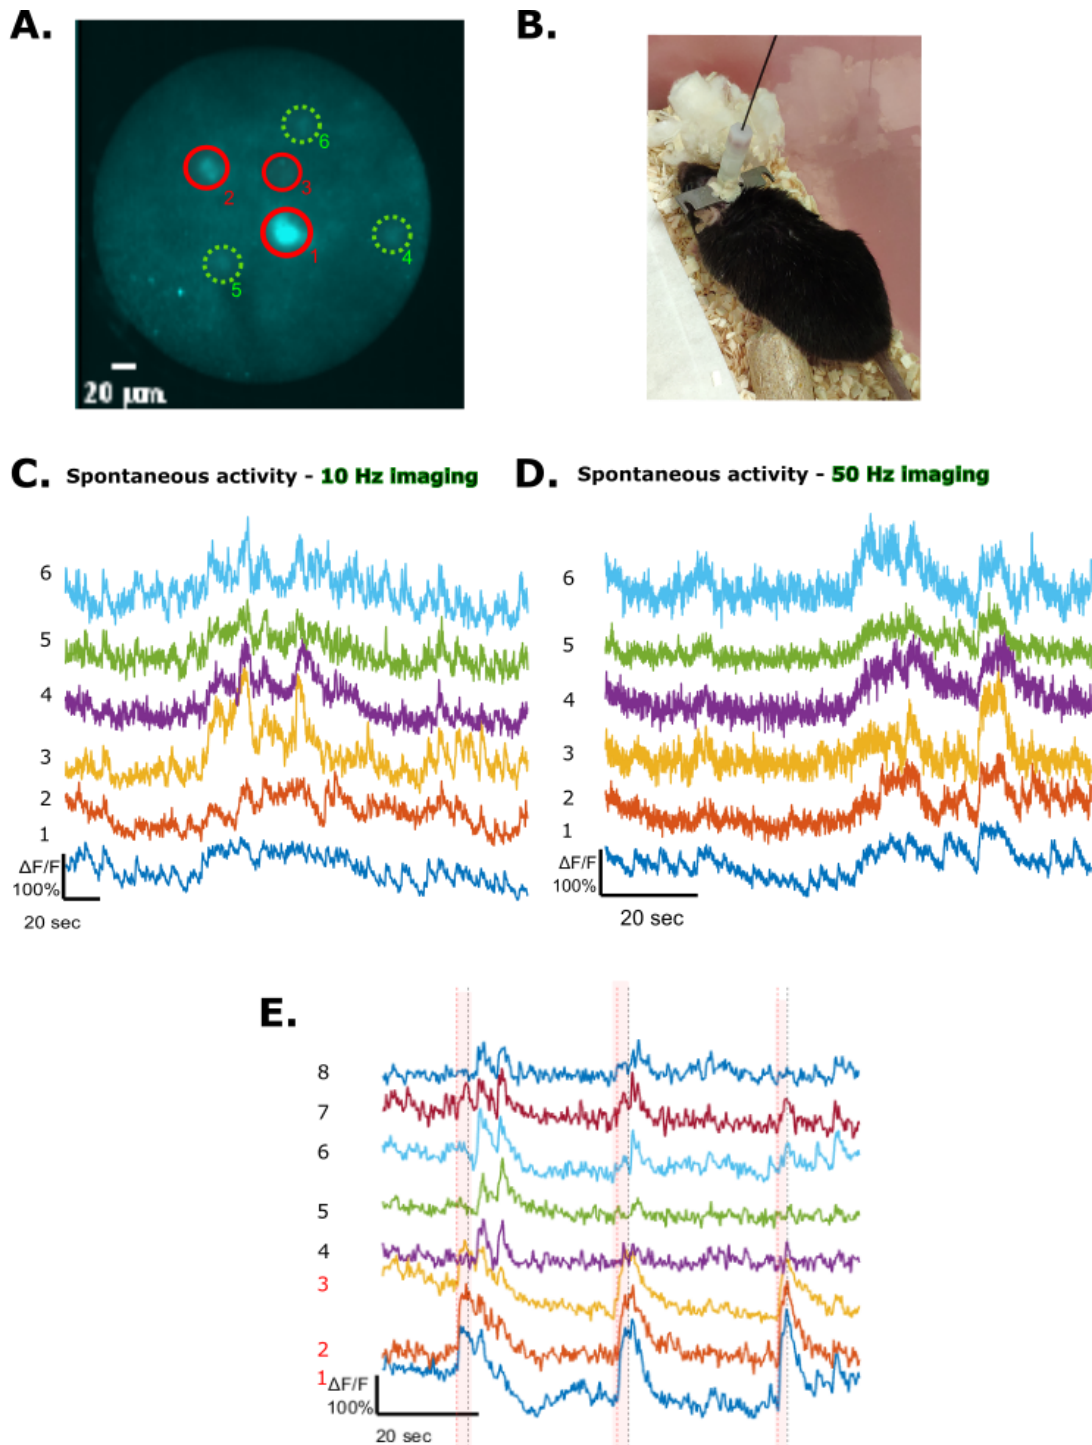 A.
B.
6
2
3
1
4
5
20 µm
C. Spontaneous activity - 10 Hz imaging
D. Spontaneous activity - 50 Hz imaging
6
5
4
3
2
1
ΔF/F
100%
20 sec
6
5
4
3
2
1
ΔF/F
100%
20 sec
E.
8
7
6
5
4
3
2
1
ΔF/F
100%
20 sec